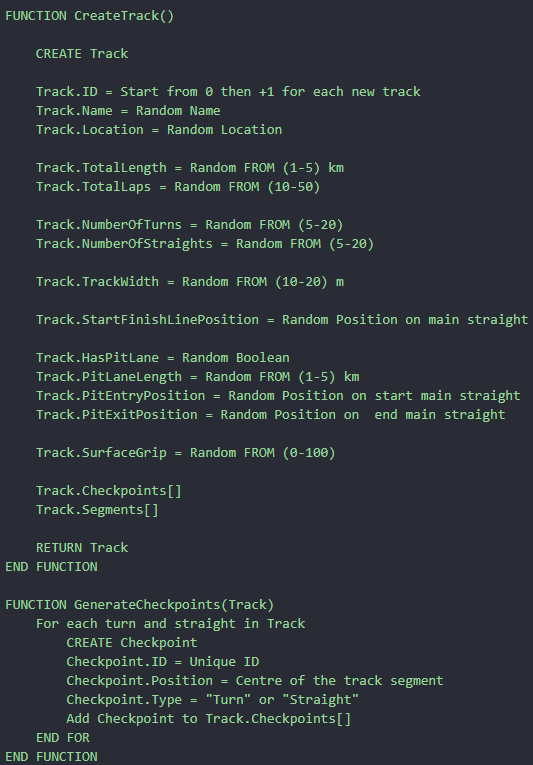 FUNCTION CreateTrack()
CREATE Track
Track.ID = Start from 0 then +1 for each new track
Track.Name = Random Name
Track.Location = Random Location
Track.TotalLength = Random FROM (1-5) km
Track.TotalLaps = Random FROM (10-50)
Track.NumberOfTurns = Random FROM (5-20)
Track.NumberOfStraights = Random FROM (5-20)
Track.TrackWidth = Random FROM (10-20) m
Track.StartFinishLinePosition = Random Position on main straight
Track.HasPitLane = Random Boolean
Track.PitLaneLength = Random FROM (1-5) km
Track.PitEntryPosition = Random Position on start main straight
Track.PitExitPosition = Random Position on  end main straight
Track.SurfaceGrip = Random FROM (0-100)
Track.Checkpoints[]
Track.Segments[]
RETURN Track
END FUNCTION
FUNCTION GenerateCheckpoints(Track)
For each turn and straight in Track
CREATE Checkpoint
Checkpoint.ID = Unique ID
Checkpoint.Position = Centre of the track segment
Checkpoint.Type = "Turn" or "Straight"
Add Checkpoint to Track.Checkpoints[]
END FOR
END FUNCTION